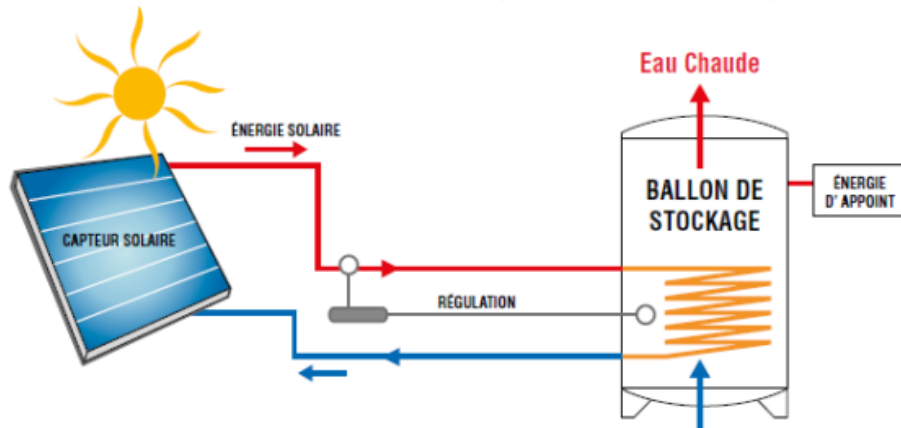 Eau Chaude
ÉNERGIE SOLAIRE
BALLON DE
STOCKAGE
ÉNERGIE
D' APPOINT
CAPTEUR SOLAIRE
RÉGULATION